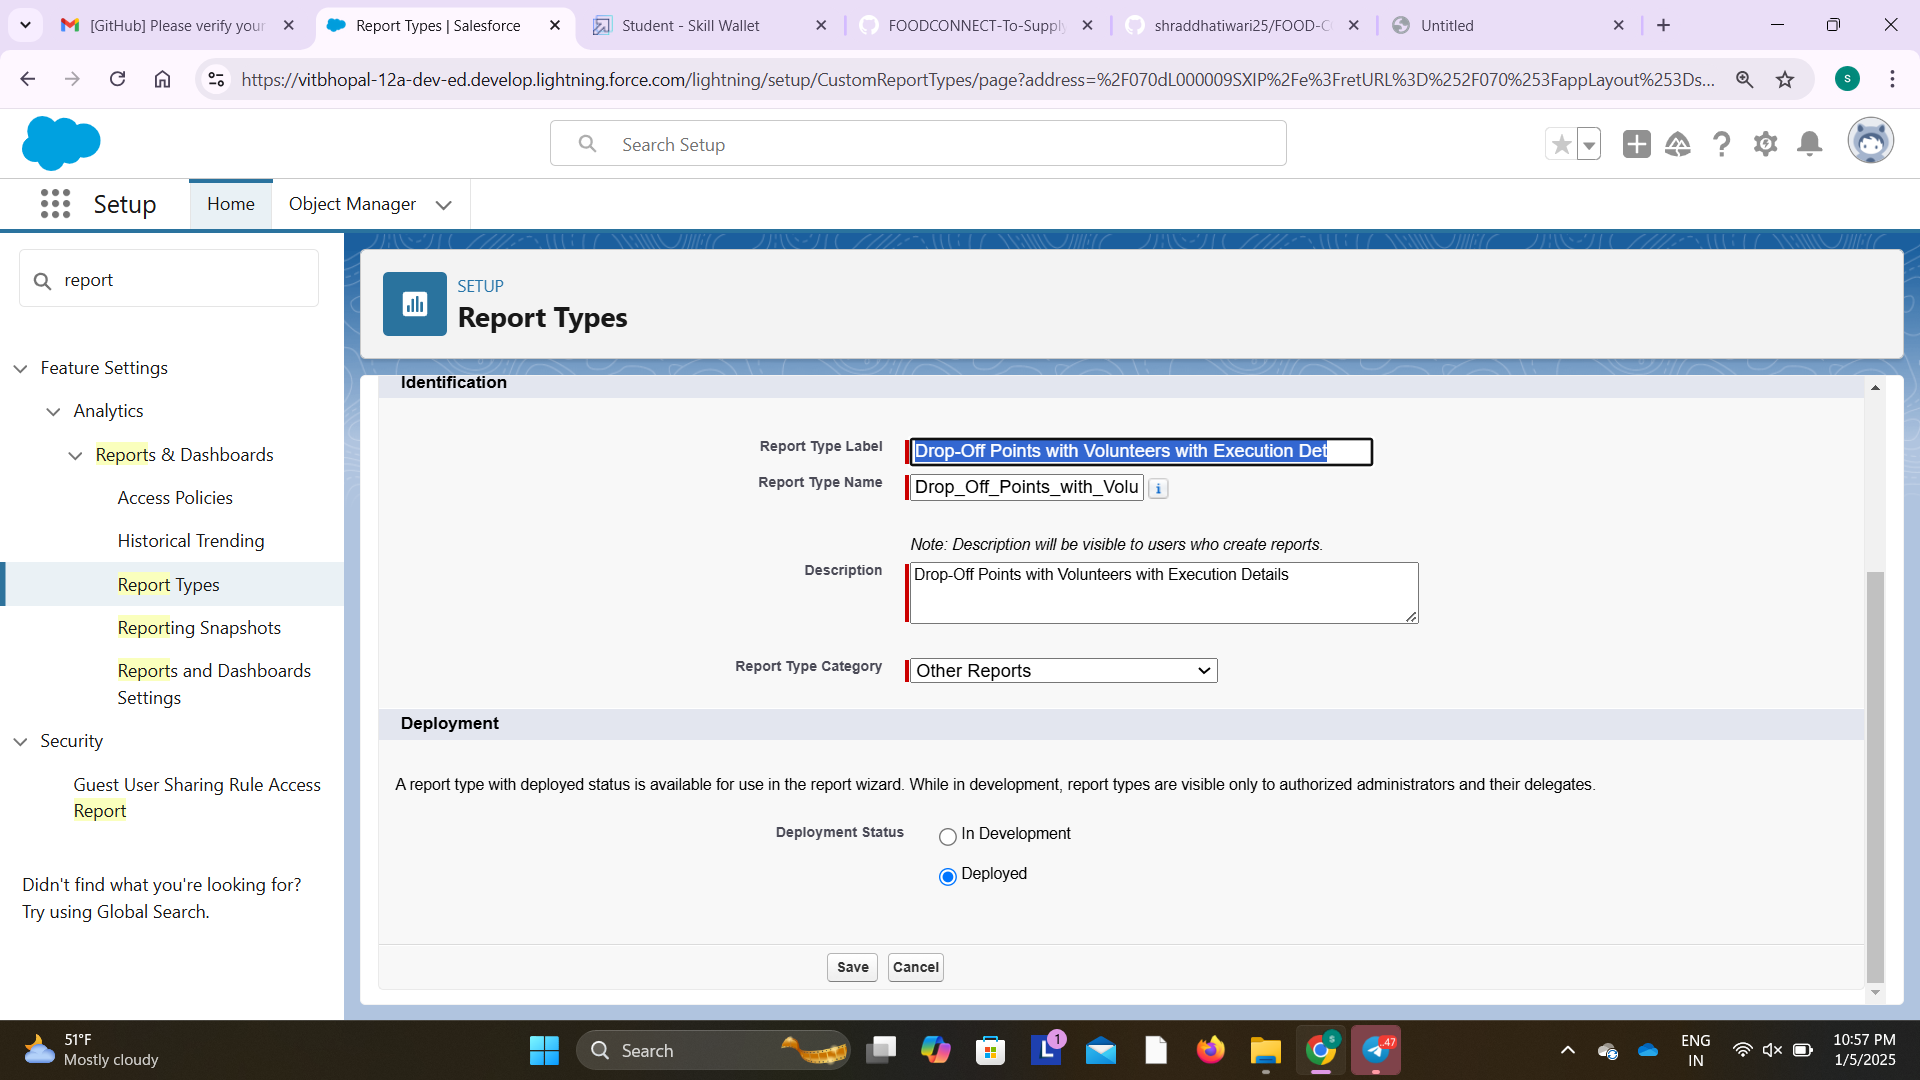 [GitHub] Please verify your
Report Types | Salesforce
Student - Skill Wallet
FOODCONNECT-To-Supply
shraddhatiwari25/FOOD-C
Untitled
https://vitbhopal-12a-dev-ed.develop.lightning.force.com/lightning/setup/CustomReportTypes/page?address=%2F070dL000009SXIP%2Fe%3FretURL%3D%252F070%253FappLayout%253Ds...
S
Search Setup
Setup
Home
Object Manager
report
Feature Settings
Analytics
Reports & Dashboards
Access Policies
Historical Trending
Report Types
Reporting Snapshots
Reports and Dashboards
Settings
Security
Guest User Sharing Rule Access
Report
Didn't find what you're looking for?
Try using Global Search.
SETUP
Report Types
Identification
Report Type Label
Drop-Off Points with Volunteers with Execution Det
Report Type Name
Drop_Off_Points_with_Volu
i
Note: Description will be visible to users who create reports.
Description
Drop-Off Points with Volunteers with Execution Details
Report Type Category
Other Reports
Deployment
A report type with deployed status is available for use in the report wizard. While in development, report types are visible only to authorized administrators and their delegates.
Deployment Status
In Development
Deployed
Save
Cancel
51°F
Mostly cloudy
Search
L
1
S
.47
ENG
IN
10:57 PM
1/5/2025